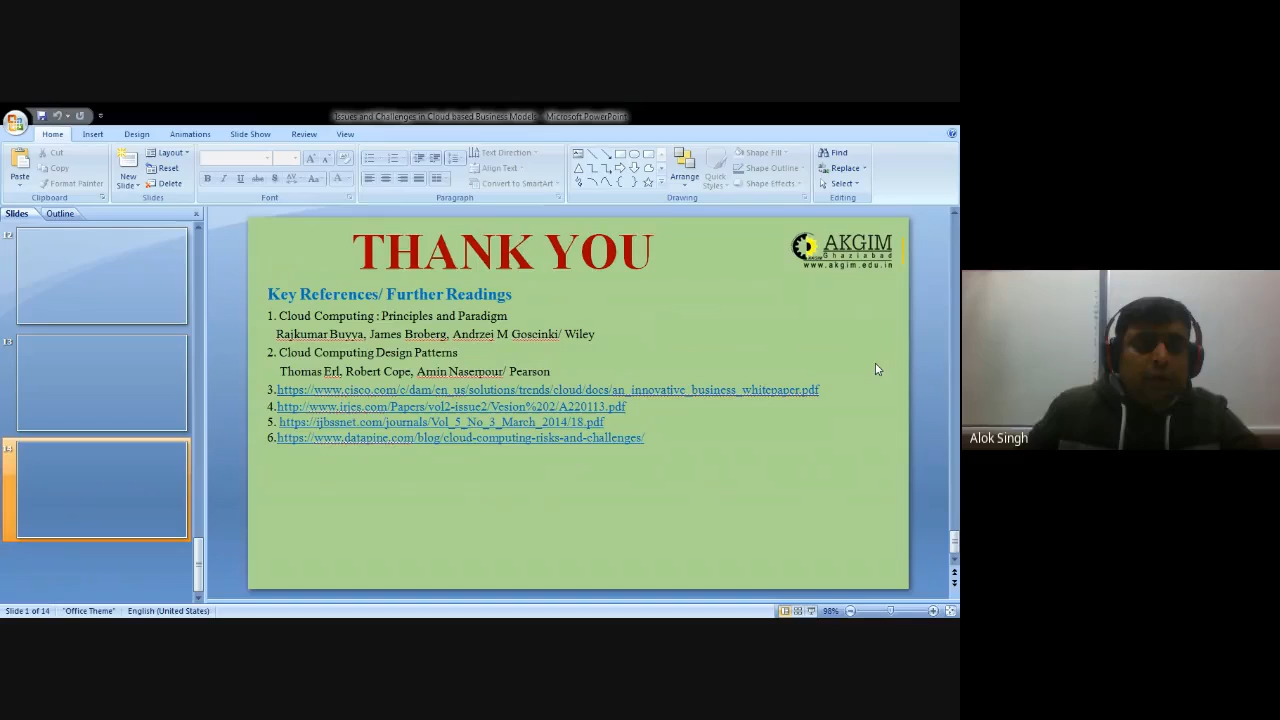 Issues and Challenges in Cloud based Business Models - Microsoft PowerPoint
Home Insert Design Animations Slide Show Review View
Paste
Cut
Copy
Format Painter
Clipboard
New Slide
Layout
Reset
Delete
Slides
Font
Text Direction
Align Text
Convert to SmartArt
Paragraph
Arrange
Quick Styles
Shape Fill
Shape Outline
Shape Effects
Drawing
Find
Replace
Select
Editing
Slides Outline
12
13
14
THANK YOU
AKGIM
Ghaziabad
www.akgim.edu.in
Key References/ Further Readings
1. Cloud Computing : Principles and Paradigm
Rajkumar Buyya, James Broberg, Andrzej M Goscinki/ Wiley
2. Cloud Computing Design Patterns
Thomas Erl, Robert Cope, Amin Naserpour/ Pearson
3.https://www.cisco.com/c/dam/en_us/solutions/trends/cloud/docs/an_innovative_business_whitepaper.pdf
4.http://www.irjes.com/Papers/vol2-issue2/Vesion%202/A220113.pdf
5. https://ijbssnet.com/journals/Vol_5_No_3_March_2014/18.pdf
6.https://www.datapine.com/blog/cloud-computing-risks-and-challenges/
Slide 1 of 14 "Office Theme" English (United States) 98%
Alok Singh